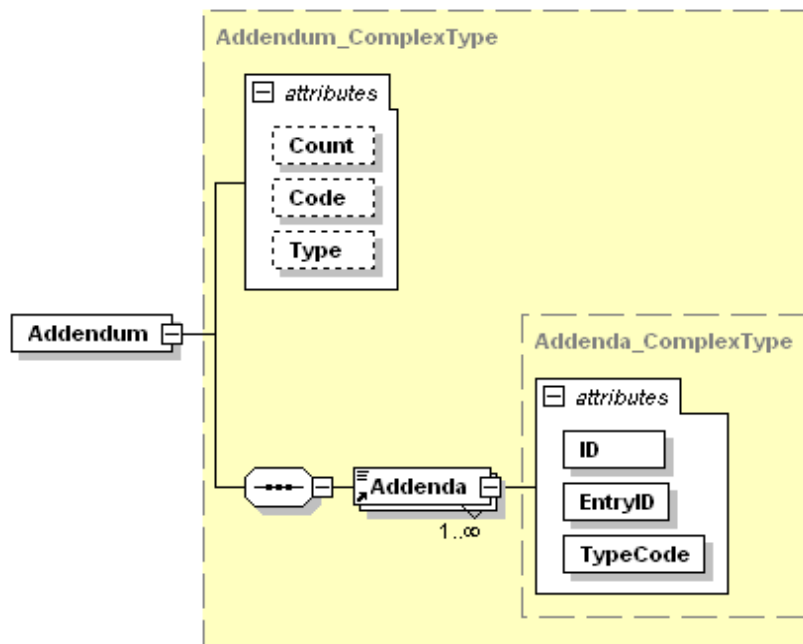 Addendum_ComplexType
attributes
Count
Code
Type
Addendum
Addenda_ComplexType
attributes
ID
EntryID
TypeCode
Addenda
1..∞